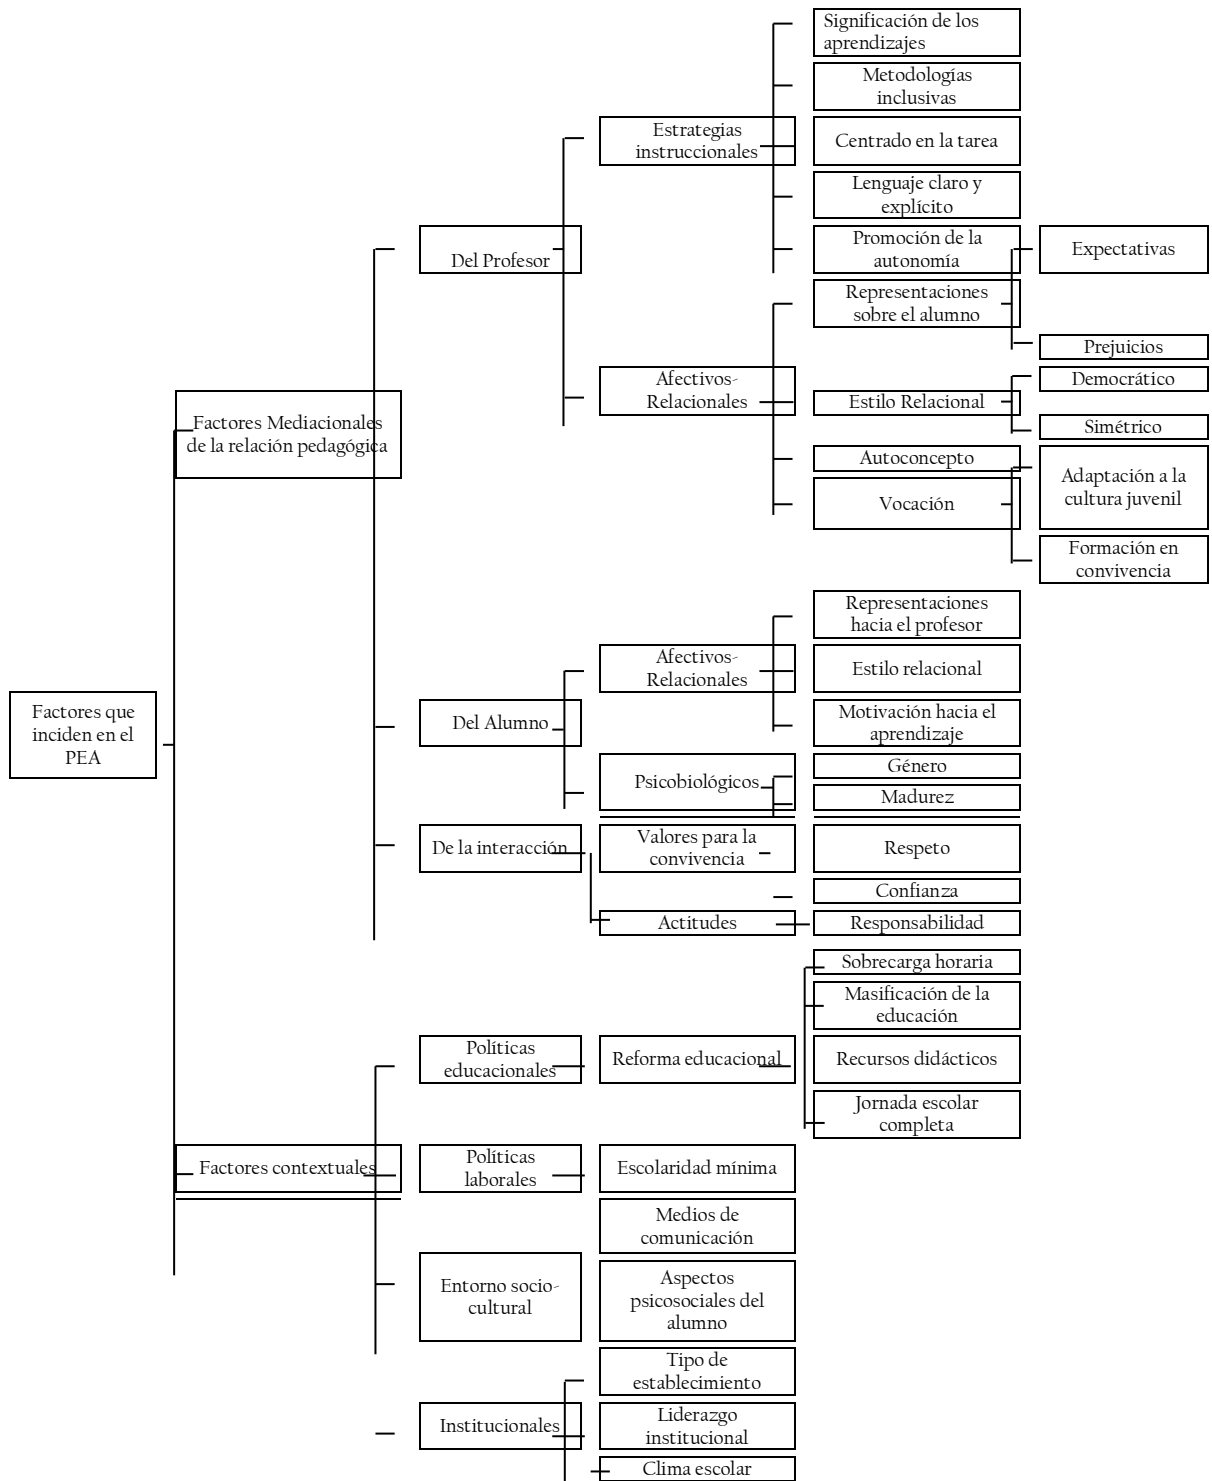 Significación de los
aprendizajes
Metodologías
inclusivas
Estrategias
instruccionales
Centrado en la tarea
Lenguaje claro y
explícito
Del Profesor
Promoción de la
autonomía
Expectativas
Representaciones
sobre el alumno
Prejuicios
Afectivos-
Relacionales
Democrático
Estilo Relacional
Simétrico
Factores Mediacionales
de la relación pedagógica
Autoconcepto
Adaptación a la
cultura juvenil
Vocación
Formación en
convivencia
Representaciones
hacia el profesor
Afectivos-
Relacionales
Estilo relacional
Factores que
inciden en el
PEA
Del Alumno
Motivación hacia el
aprendizaje
Psicobiológicos
Género
Madurez
De la interacción
Valores para la
convivencia
Respeto
Confianza
Actitudes
Responsabilidad
Sobrecarga horaria
Masificación de la
educación
Políticas
educacionales
Reforma educacional
Recursos didácticos
Jornada escolar
completa
Factores contextuales
Políticas
laborales
Escolaridad mínima
Medios de
comunicación
Entorno socio-
cultural
Aspectos
psicosociales del
alumno
Tipo de
establecimiento
Institucionales
Liderazgo
institucional
Clima escolar